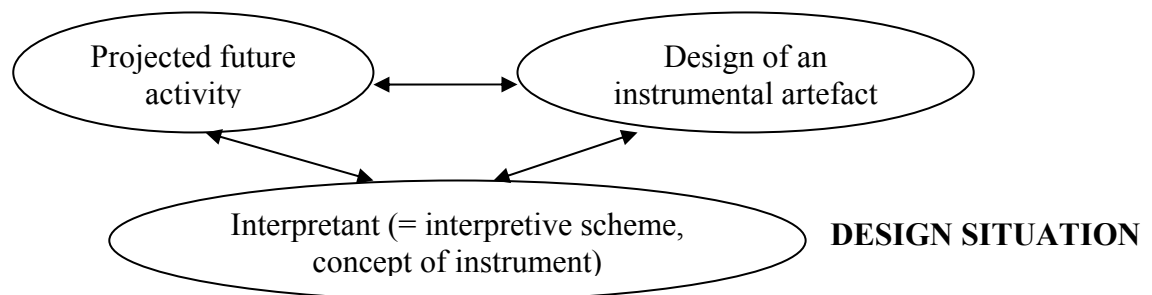 Projected future
activity
Design of an
instrumental artefact
Interpretant (= interpretive scheme,
concept of instrument)
DESIGN SITUATION